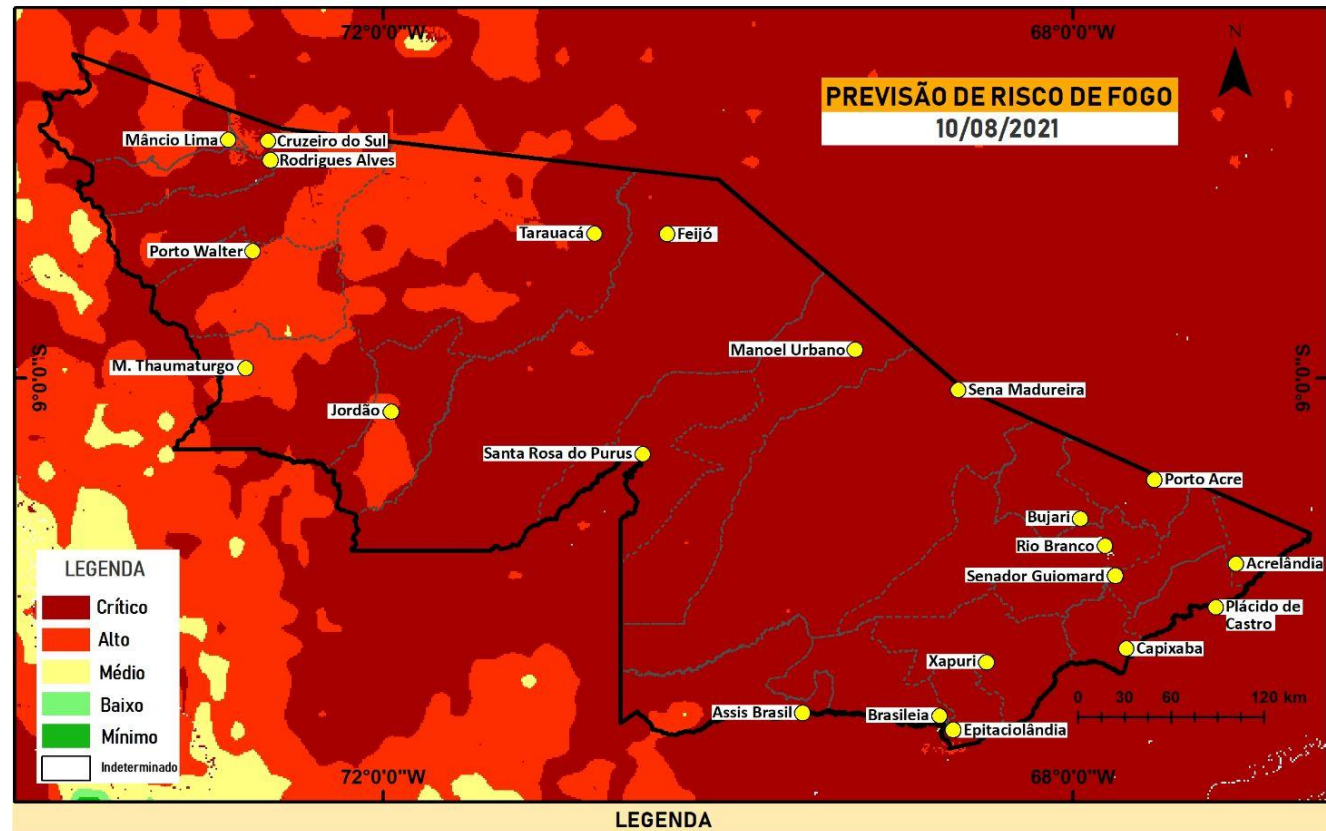 72°0'0"W
68°0'0"W
N
PREVISÃO DE RISCO DE FOGO
10/08/2021
Mâncio Lima
Cruzeiro do Sul
Rodrigues Alves
Porto Walter
Tarauacá
Feijó
Manoel Urbano
M. Thaumaturgo
9°0'0"S
9°0'0"S
Jordão
Sena Madureira
Santa Rosa do Purus
Porto Acre
Bujari
Rio Branco
Senador Guiomard
Acrelândia
Plácido de
Castro
Capixaba
Xapuri
Assis Brasil
Brasileia
Epitaciolândia
0 30 60 120 km
LEGENDA
Crítico
Alto
Médio
Baixo
Mínimo
Indeterminado
72°0'0"W
68°0'0"W
LEGENDA